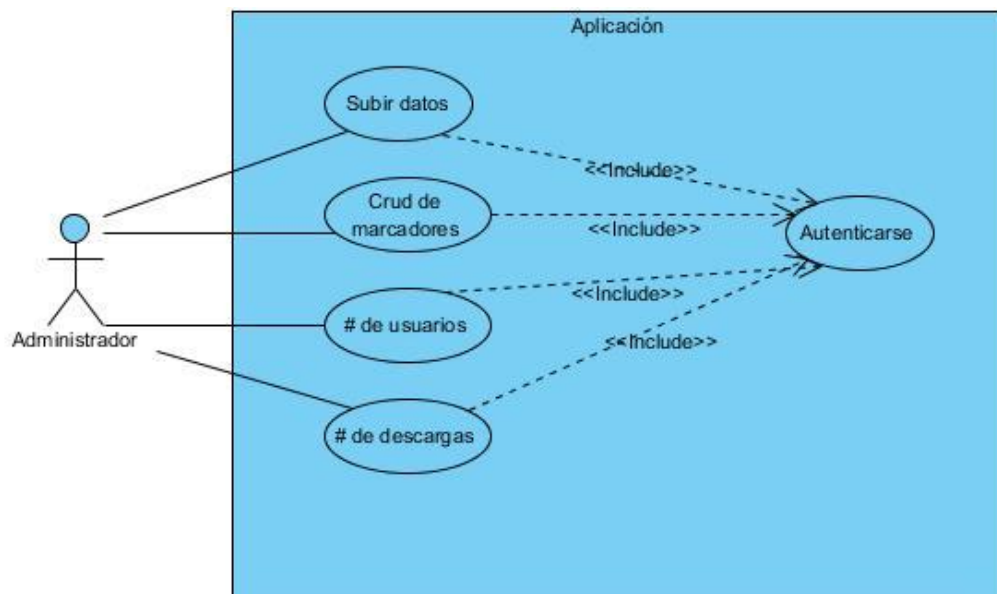 Aplicación
Subir datos
<<Include>>
Crud de
marcadores
<<Include>>
Autenticarse
<<Include>>
# de usuarios
Administrador
<<Include>>
# de descargas